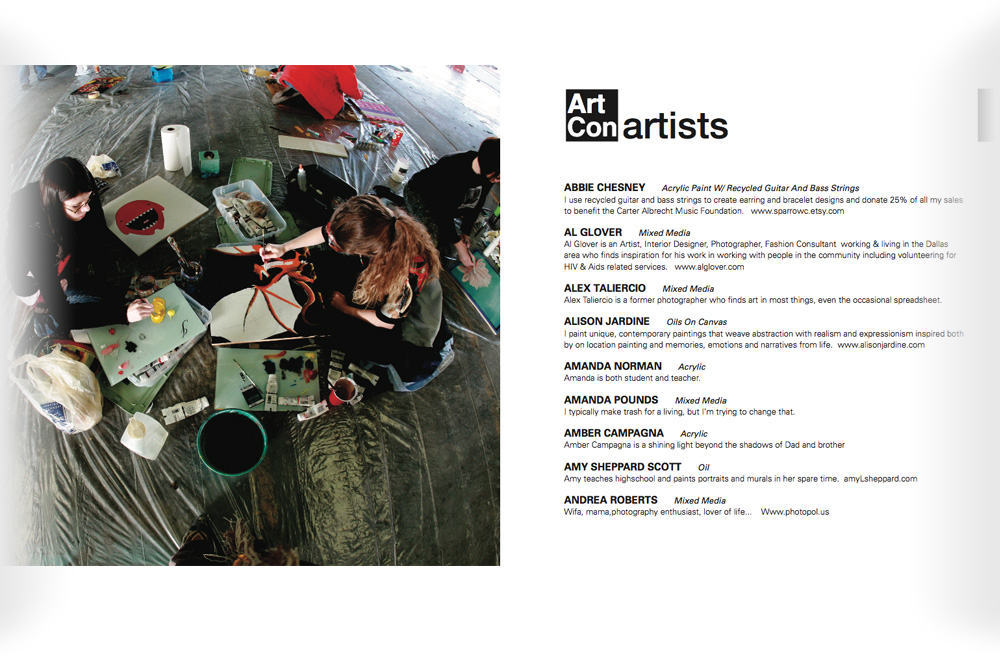 Art
Con artists
ABBIE CHESNEY Acrylic Paint W/ Recycled Guitar And Bass Strings
I use recycled guitar and bass strings to create earring and bracelet designs and donate 25% of all my sales
to benefit the Carter Albrecht Music Foundation. www.sparrowc.etsy.com
AL GLOVER Mixed Media
Al Glover is an Artist, Interior Designer, Photographer, Fashion Consultant working & living in the Dallas
area who finds inspiration for his work in working with people in the community including volunteering for
HIV & Aids related services. www.alglover.com
ALEX TALIERCIO Mixed Media
Alex Taliercio is a former photographer who finds art in most things, even the occasional spreadsheet.
ALISON JARDINE Oils On Canvas
I paint unique, contemporary paintings that weave abstraction with realism and expressionism inspired both
by on location painting and memories, emotions and narratives from life. www.alisonjardine.com
AMANDA NORMAN Acrylic
Amanda is both student and teacher.
AMANDA POUNDS Mixed Media
I typically make trash for a living, but I'm trying to change that.
AMBER CAMPAGNA Acrylic
Amber Campagna is a shining light beyond the shadows of Dad and brother
AMY SHEPPARD SCOTT Oil
Amy teaches highschool and paints portraits and murals in her spare time. amyLsheppard.com
ANDREA ROBERTS Mixed Media
Wifa, mama,photography enthusiast, lover of life... Www.photopol.us